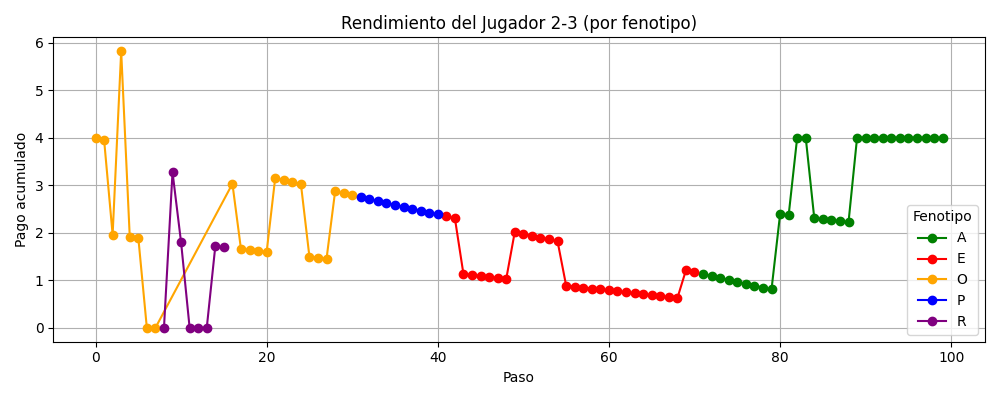 Rendimiento del Jugador 2-3 (por fenotipo)
Pago acumulado
6
5
4
3
2
1
0
0
20
40
60
80
100
Paso
Fenotipo
A
E
O
P
R